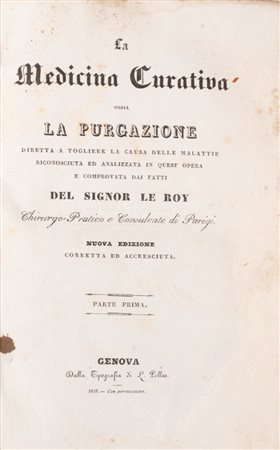 La
Medicina Curativa
OSSIA
LA PURGAZIONE
DIRETTA A TOGLIERE LA CAUSA DELLE MALATTIE
RICONOSCIUTA ED ANALIZZATA IN QUEST OPERA
E COMPROVATA DAI FATTI
DEL SIGNOR LE ROY
Chirurgo-Pratico e Consulente di Parigi.
NUOVA EDIZIONE
CORRETTA ED ACCRESCIUTA.
PARTE PRIMA.
GENOVA
Dalla Tipografia di L. Pellas.
Con permissione.